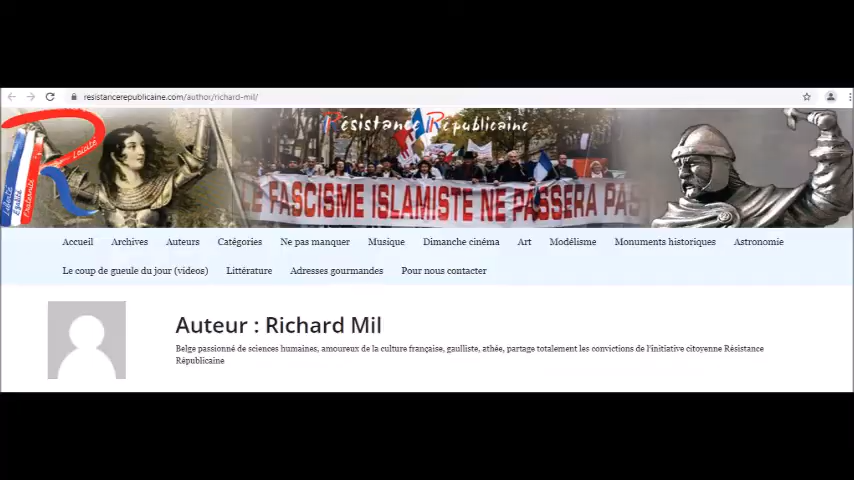 resistancerepublicaine.com/author/richard-mil/
Résistance Républicaine
Laïcité
Liberté
Égalité
Fraternité
LE FASCISME ISLAMISTE NE PASSERA PAS
Accueil Archives Auteurs Catégories Ne pas manquer Musique Dimanche cinéma Art Modélisme Monuments historiques Astronomie
Le coup de gueule du jour (videos) Littérature Adresses gourmandes Pour nous contacter
Auteur : Richard Mil
Belge passionné de sciences humaines, amoureux de la culture française, gaulliste, athée, partage totalement les convictions de l'initiative citoyenne Résistance
Républicaine